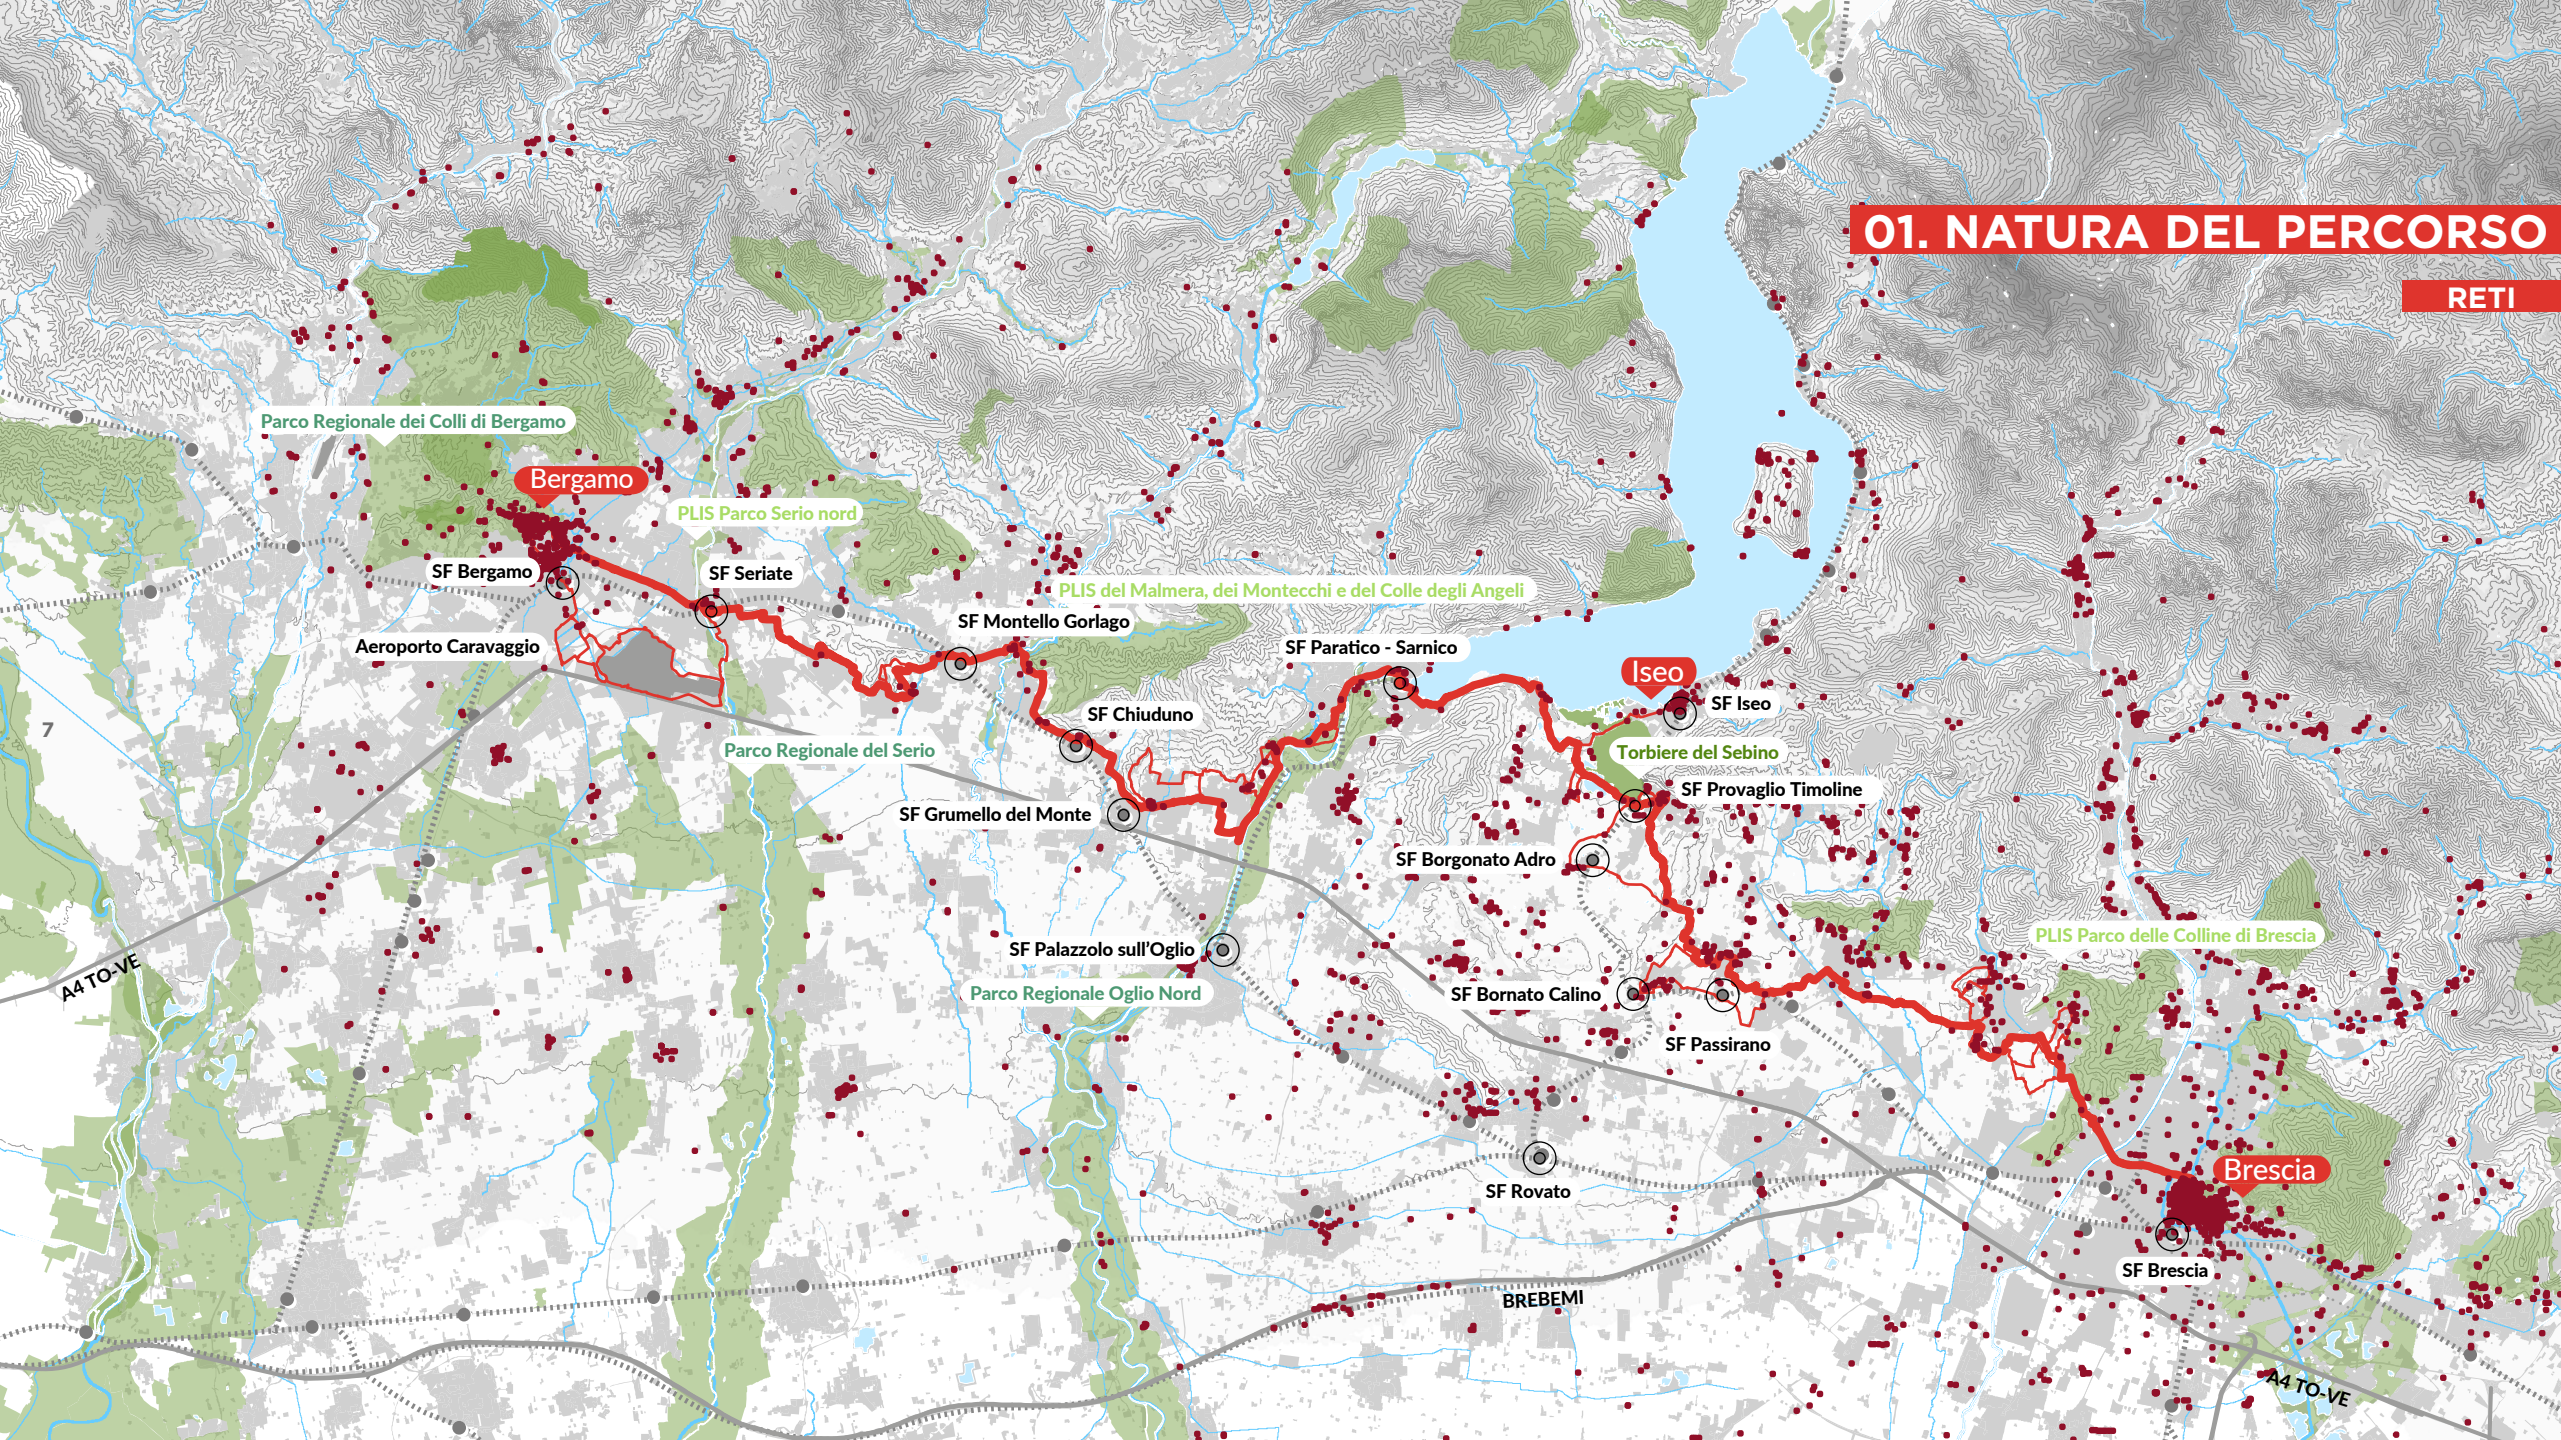 01. NATURA DEL PERCORSO
RETI
Parco Regionale dei Colli di Bergamo
Bergamo
PLIS Parco Serio nord
SF Bergamo
SF Seriate
PLIS del Malmera, dei Montecchi e del Colle degli Angeli
SF Montello Gorlago
Aeroporto Caravaggio
SF Paratico - Sarnico
Iseo
SF Iseo
SF Chiuduno
7
Parco Regionale del Serio
Torbiere del Sebino
SF Provaglio Timoline
SF Grumello del Monte
SF Borgonato Adro
PLIS Parco delle Colline di Brescia
SF Palazzolo sull'Oglio
A4 TO-VE
Parco Regionale Oglio Nord
SF Bornato Calino
SF Passirano
Brescia
SF Rovato
SF Brescia
BREBEMI
A4 TO-VE